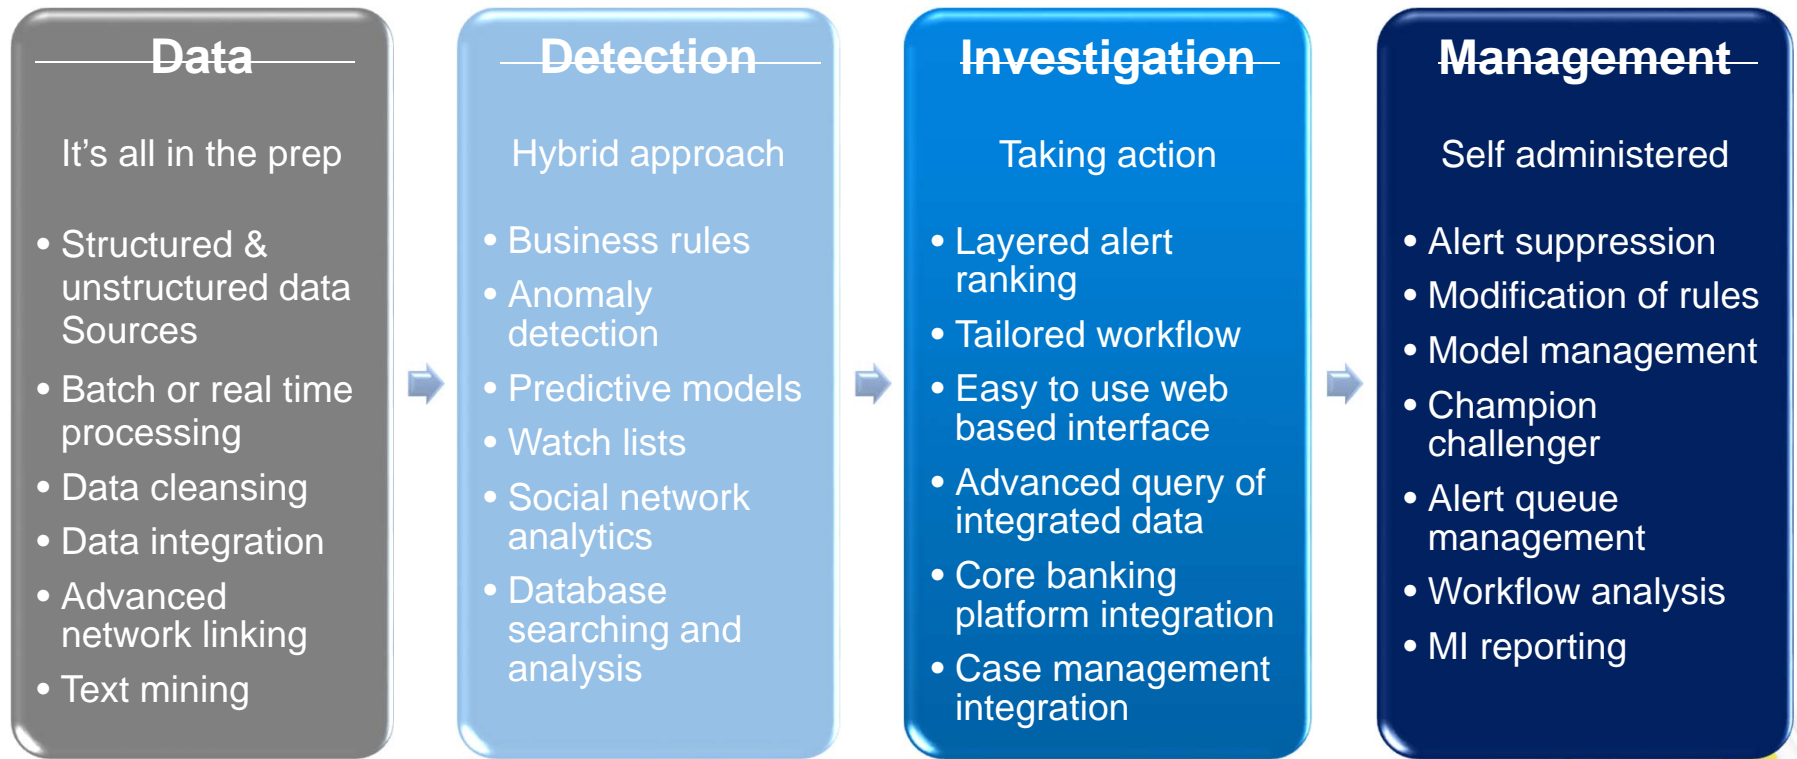 Data
It's all in the prep
• Structured &
unstructured data
Sources
• Batch or real time
processing
• Data cleansing
• Data integration
• Advanced
network linking
• Text mining
Detection
Hybrid approach
• Business rules
• Anomaly
detection
• Predictive models
• Watch lists
• Social network
analytics
• Database
searching and
analysis
Investigation
Taking action
• Layered alert
ranking
• Tailored workflow
• Easy to use web
based interface
• Advanced query of
integrated data
• Core banking
platform integration
• Case management
integration
Management
Self administered
• Alert suppression
• Modification of rules
• Model management
• Champion
challenger
• Alert queue
management
• Workflow analysis
• MI reporting